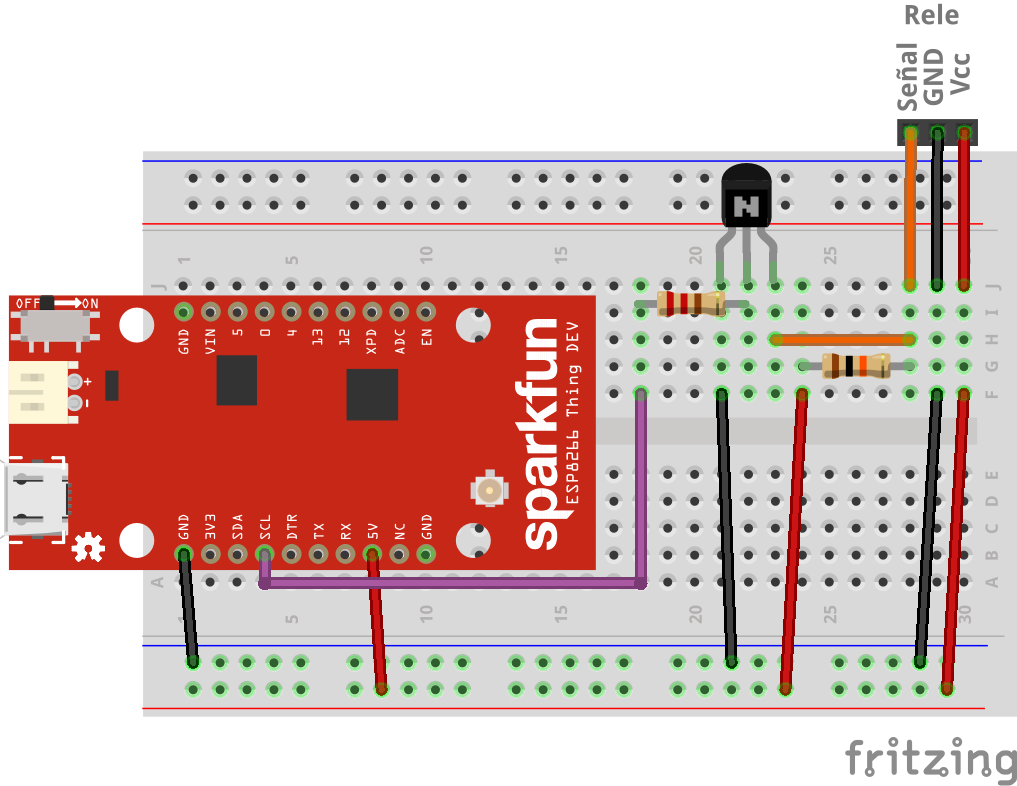 Rele
Señal
GND
Vcc
1 5 10 15 20 25
J J
I
H
G
F
OFF ON
GND VIN 5 0 4 13 12 XPD ADC EN
+
-
sparkfun
ESP8266 Thing DEV
N
GND 3V3 SDA SCL DTR TX RX 5V NC GND
E
D
C
B
A A
1 5 10 15 20 25 30
fritzing